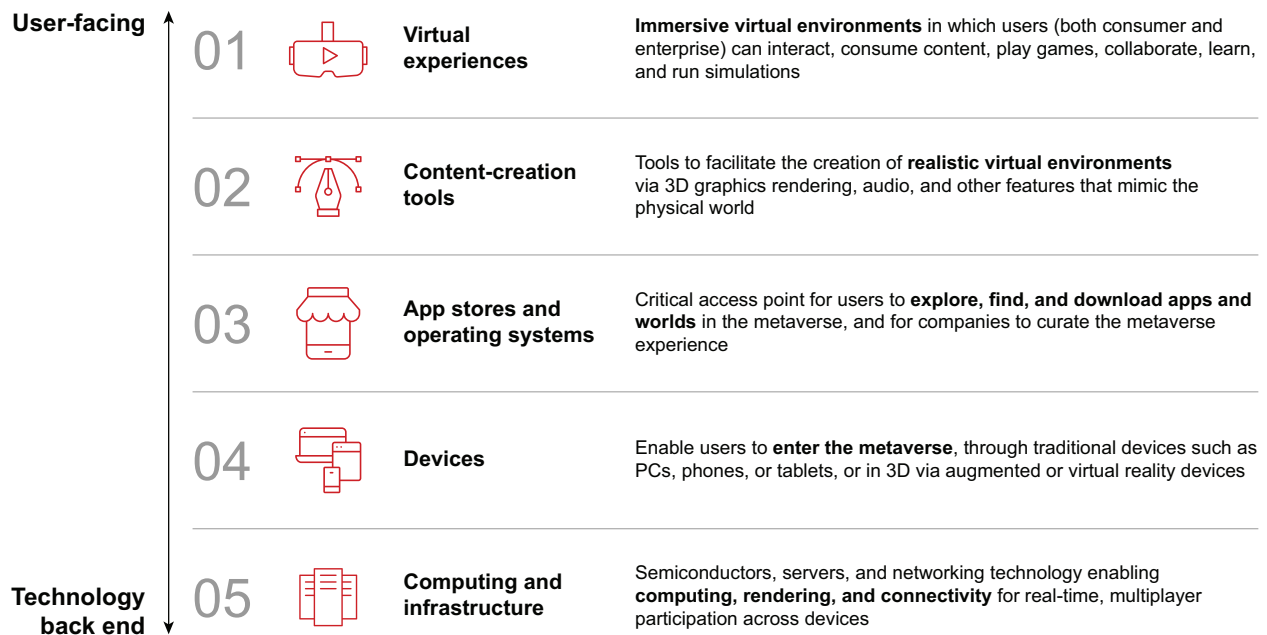 User-facing
01
Virtual
experiences
Immersive virtual environments in which users (both consumer and
enterprise) can interact, consume content, play games, collaborate, learn,
and run simulations
02
Content-creation
tools
Tools to facilitate the creation of realistic virtual environments
via 3D graphics rendering, audio, and other features that mimic the
physical world
03
App stores and
operating systems
Critical access point for users to explore, find, and download apps and
worlds in the metaverse, and for companies to curate the metaverse
experience
04
Devices
Enable users to enter the metaverse, through traditional devices such as
PCs, phones, or tablets, or in 3D via augmented or virtual reality devices
05
Computing and
infrastructure
Semiconductors, servers, and networking technology enabling
computing, rendering, and connectivity for real-time, multiplayer
participation across devices
Technology
back end